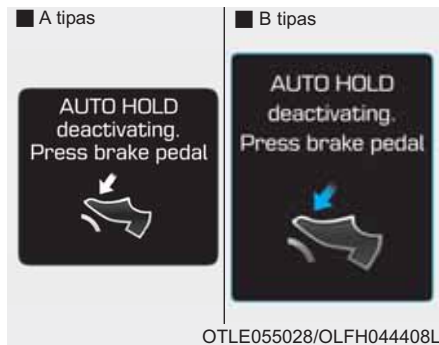 ■ A tipas
AUTO HOLD
deactivating.
Press brake pedal
■ B tipas
AUTO HOLD
deactivating.
Press brake pedal
OTLE055028/OLFH044408L